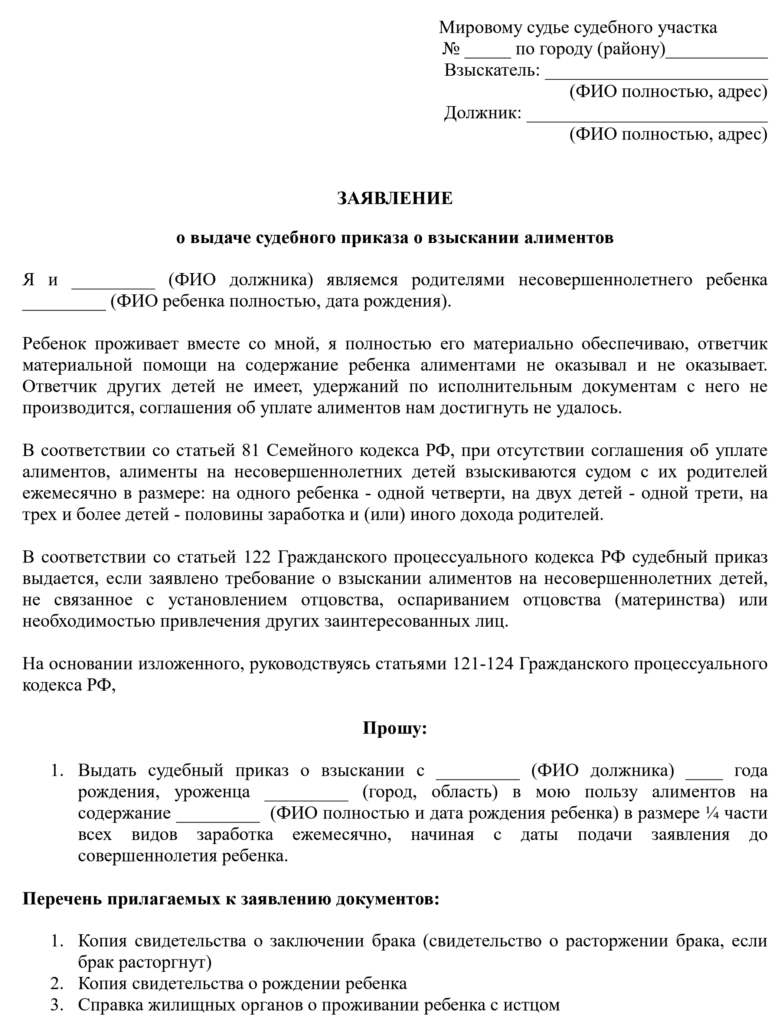 Мировому судье судебного участка
№ _____ по городу (району)___________
Взыскатель: ________________________
(ФИО полностью, адрес)
Должник: __________________________
(ФИО полностью, адрес)
ЗАЯВЛЕНИЕ
о выдаче судебного приказа о взыскании алиментов
Я и _________ (ФИО должника) являемся родителями несовершеннолетнего ребенка
_________ (ФИО ребенка полностью, дата рождения).
Ребенок проживает вместе со мной, я полностью его материально обеспечиваю, ответчик
материальной помощи на содержание ребенка алиментами не оказывал и не оказывает.
Ответчик других детей не имеет, удержаний по исполнительным документам с него не
производится, соглашения об уплате алиментов нам достигнуть не удалось.
В соответствии со статьей 81 Семейного кодекса РФ, при отсутствии соглашения об уплате
алиментов, алименты на несовершеннолетних детей взыскиваются судом с их родителей
ежемесячно в размере: на одного ребенка - одной четверти, на двух детей - одной трети, на
трех и более детей - половины заработка и (или) иного дохода родителей.
В соответствии со статьей 122 Гражданского процессуального кодекса РФ судебный приказ
выдается, если заявлено требование о взыскании алиментов на несовершеннолетних детей,
не связанное с установлением отцовства, оспариванием отцовства (материнства) или
необходимостью привлечения других заинтересованных лиц.
На основании изложенного, руководствуясь статьями 121-124 Гражданского процессуального
кодекса РФ,
Прошу:
1. Выдать судебный приказ о взыскании с _________ (ФИО должника) ____ года
рождения, уроженца _________ (город, область) в мою пользу алиментов на
содержание _________ (ФИО полностью и дата рождения ребенка) в размере ¼ части
всех видов заработка ежемесячно, начиная с даты подачи заявления до
совершеннолетия ребенка.
Перечень прилагаемых к заявлению документов:
1. Копия свидетельства о заключении брака (свидетельство о расторжении брака, если
брак расторгнут)
2. Копия свидетельства о рождении ребенка
3. Справка жилищных органов о проживании ребенка с истцом